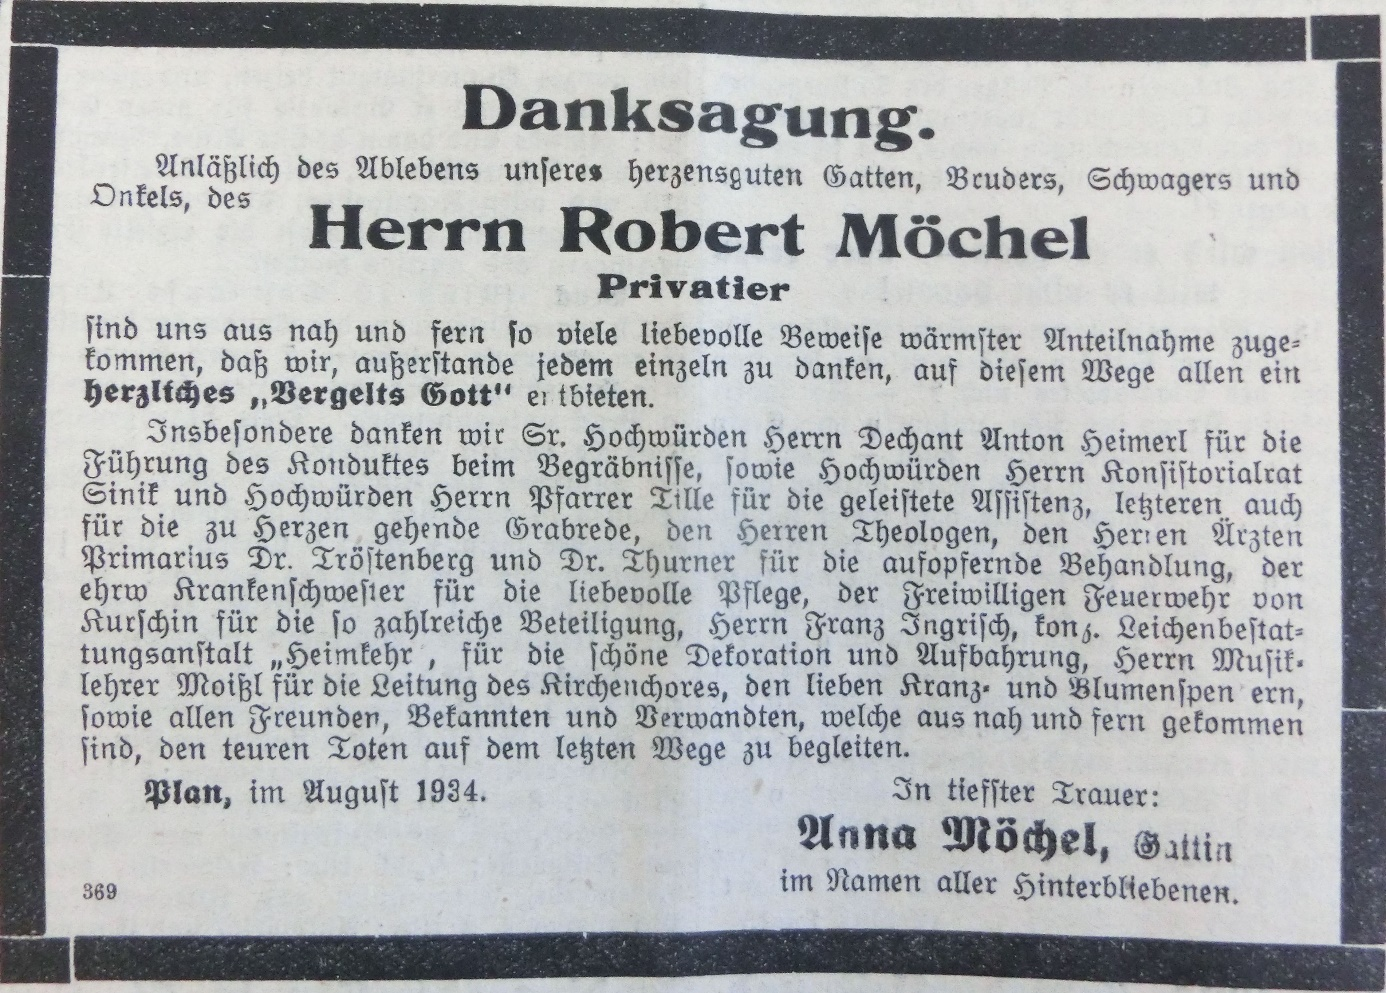 Danksagung.
Anläßlich des Ablebens unseres herzensguten Gatten, Bruders, Schwagers und
Onkels, des
Herrn Robert Möchel
Privatier
sind uns aus nah und fern so viele liebevolle Beweise wärmster Anteilnahme zuge-
kommen, daß wir, außerstande jedem einzeln zu danken, auf diesem Wege allen ein
herzliches „Vergelts Gott" entbieten.
Insbesondere danken wir Sr. Hochwürden Herrn Dechant Anton Heimerl für die
Führung des Konduktes beim Begräbnisse, sowie Hochwürden Herrn Konsistorialrat
Sinik und Hochwürden Herrn Pfarrer Tille für die geleistete Assistenz, letzteren auch
für die zu Herzen gehende Grabrede, den Herren Theologen, den Herren Ärzten
Primarius Dr. Tröstenberg und Dr. Thurner für die aufopfernde Behandlung, der
ehrw Krankenschwester für die liebevolle Pflege, der Freiwilligen Feuerwehr von
Kurschin für die so zahlreiche Beteiligung, Herrn Franz Ingrisch, konz. Leichenbestat-
tungsanstalt „Heimkehr, für die schöne Dekoration und Aufbahrung, Herrn Musik-
lehrer Moißl für die Leitung des Kirchenchores, den lieben Kranz- und Blumenspendern,
sowie allen Freunden, Bekannten und Verwandten, welche aus nah und fern gekommen
sind, den teuren Toten auf dem letzten Wege zu begleiten.
Plan, im August 1934.
In tiefster Trauer:
Anna Möchel, Gattin
im Namen aller Hinterbliebenen.
369